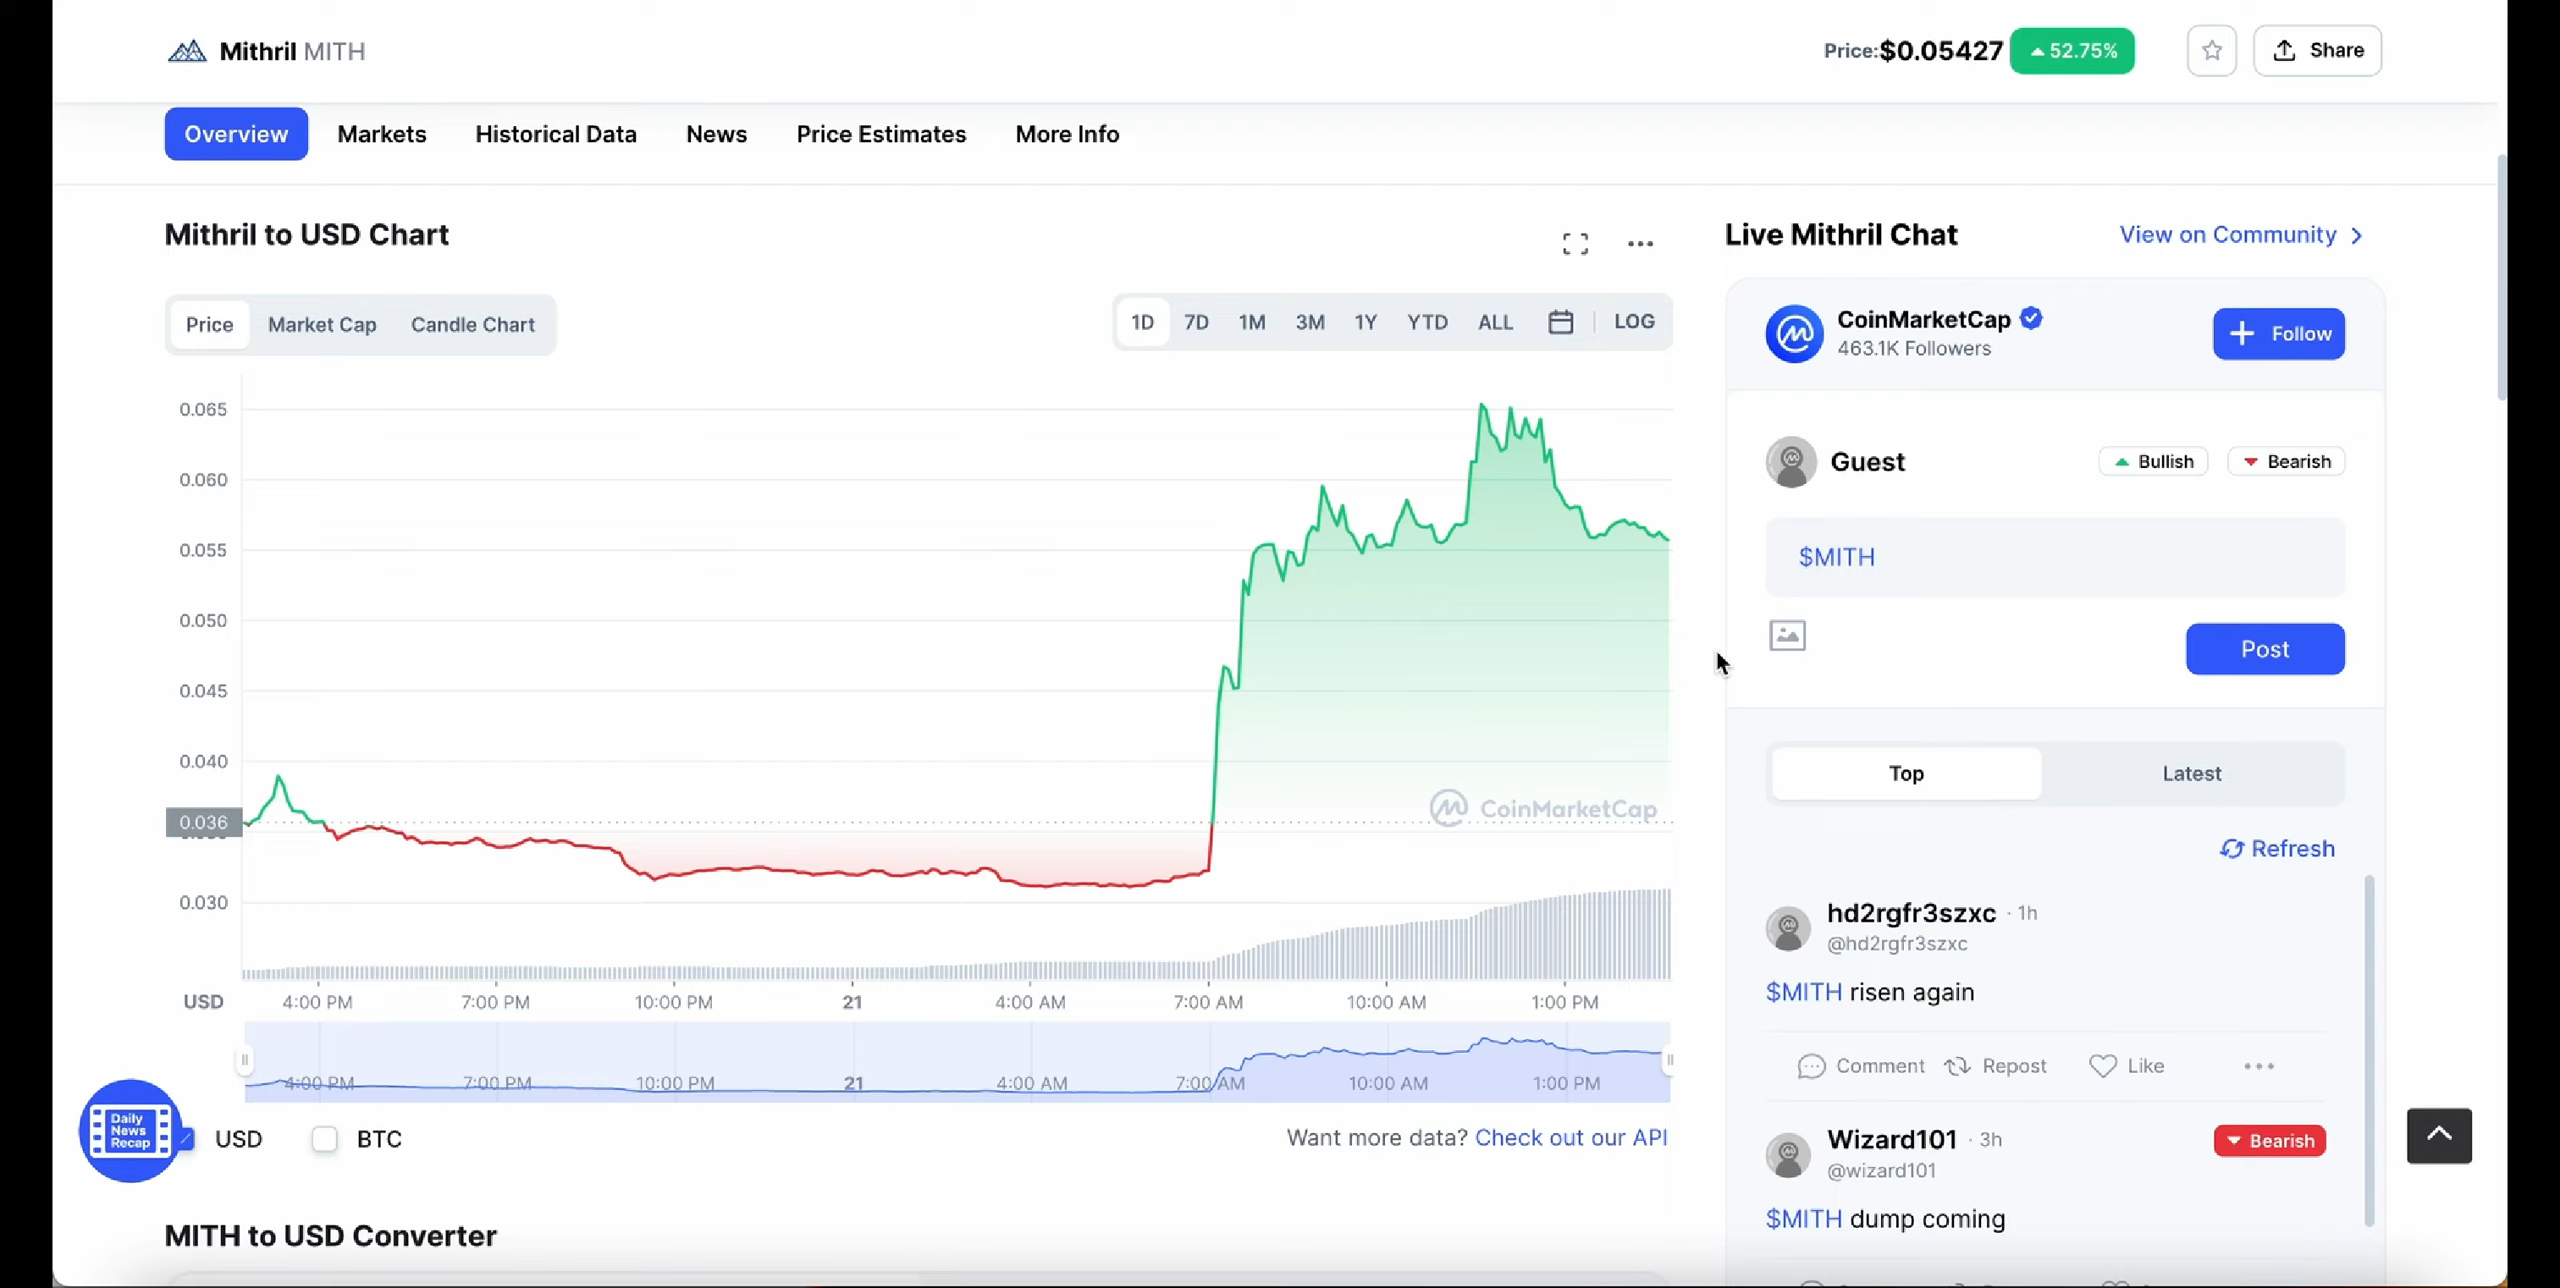 Mithril MITH
Price:$0.05427 52.75%
Share
Overview Markets Historical Data News Price Estimates More Info
Mithril to USD Chart
Price Market Cap Candle Chart
1D 7D 1M 3M 1Y YTD ALL LOG
0.065
0.060
0.055
0.050
0.045
0.040
0.036
0.030
CoinMarketCap
USD 4:00 PM 7:00 PM 10:00 PM 21 4:00 AM 7:00 AM 10:00 AM 1:00 PM
4:00 PM 7:00 PM 10:00 PM 21 4:00 AM 7:00 AM 10:00 AM 1:00 PM
Daily
News
Recap
USD BTC
Want more data? Check out our API
MITH to USD Converter
Live Mithril Chat View on Community
CoinMarketCap
463.1K Followers
Follow
Guest Bullish Bearish
$MITH
Post
Top Latest
Refresh
hd2rgfr3szxc · 1h
@hd2rgfr3szxc
$MITH risen again
Comment Repost Like
Wizard101 · 3h Bearish
@wizard101
$MITH dump coming